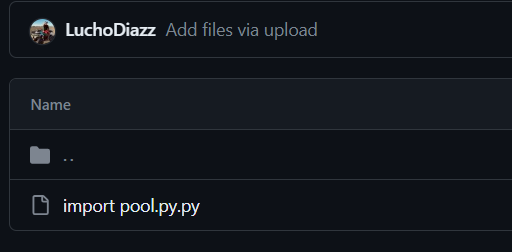 LuchoDiazz Add files via upload
Name
..
import pool.py.py